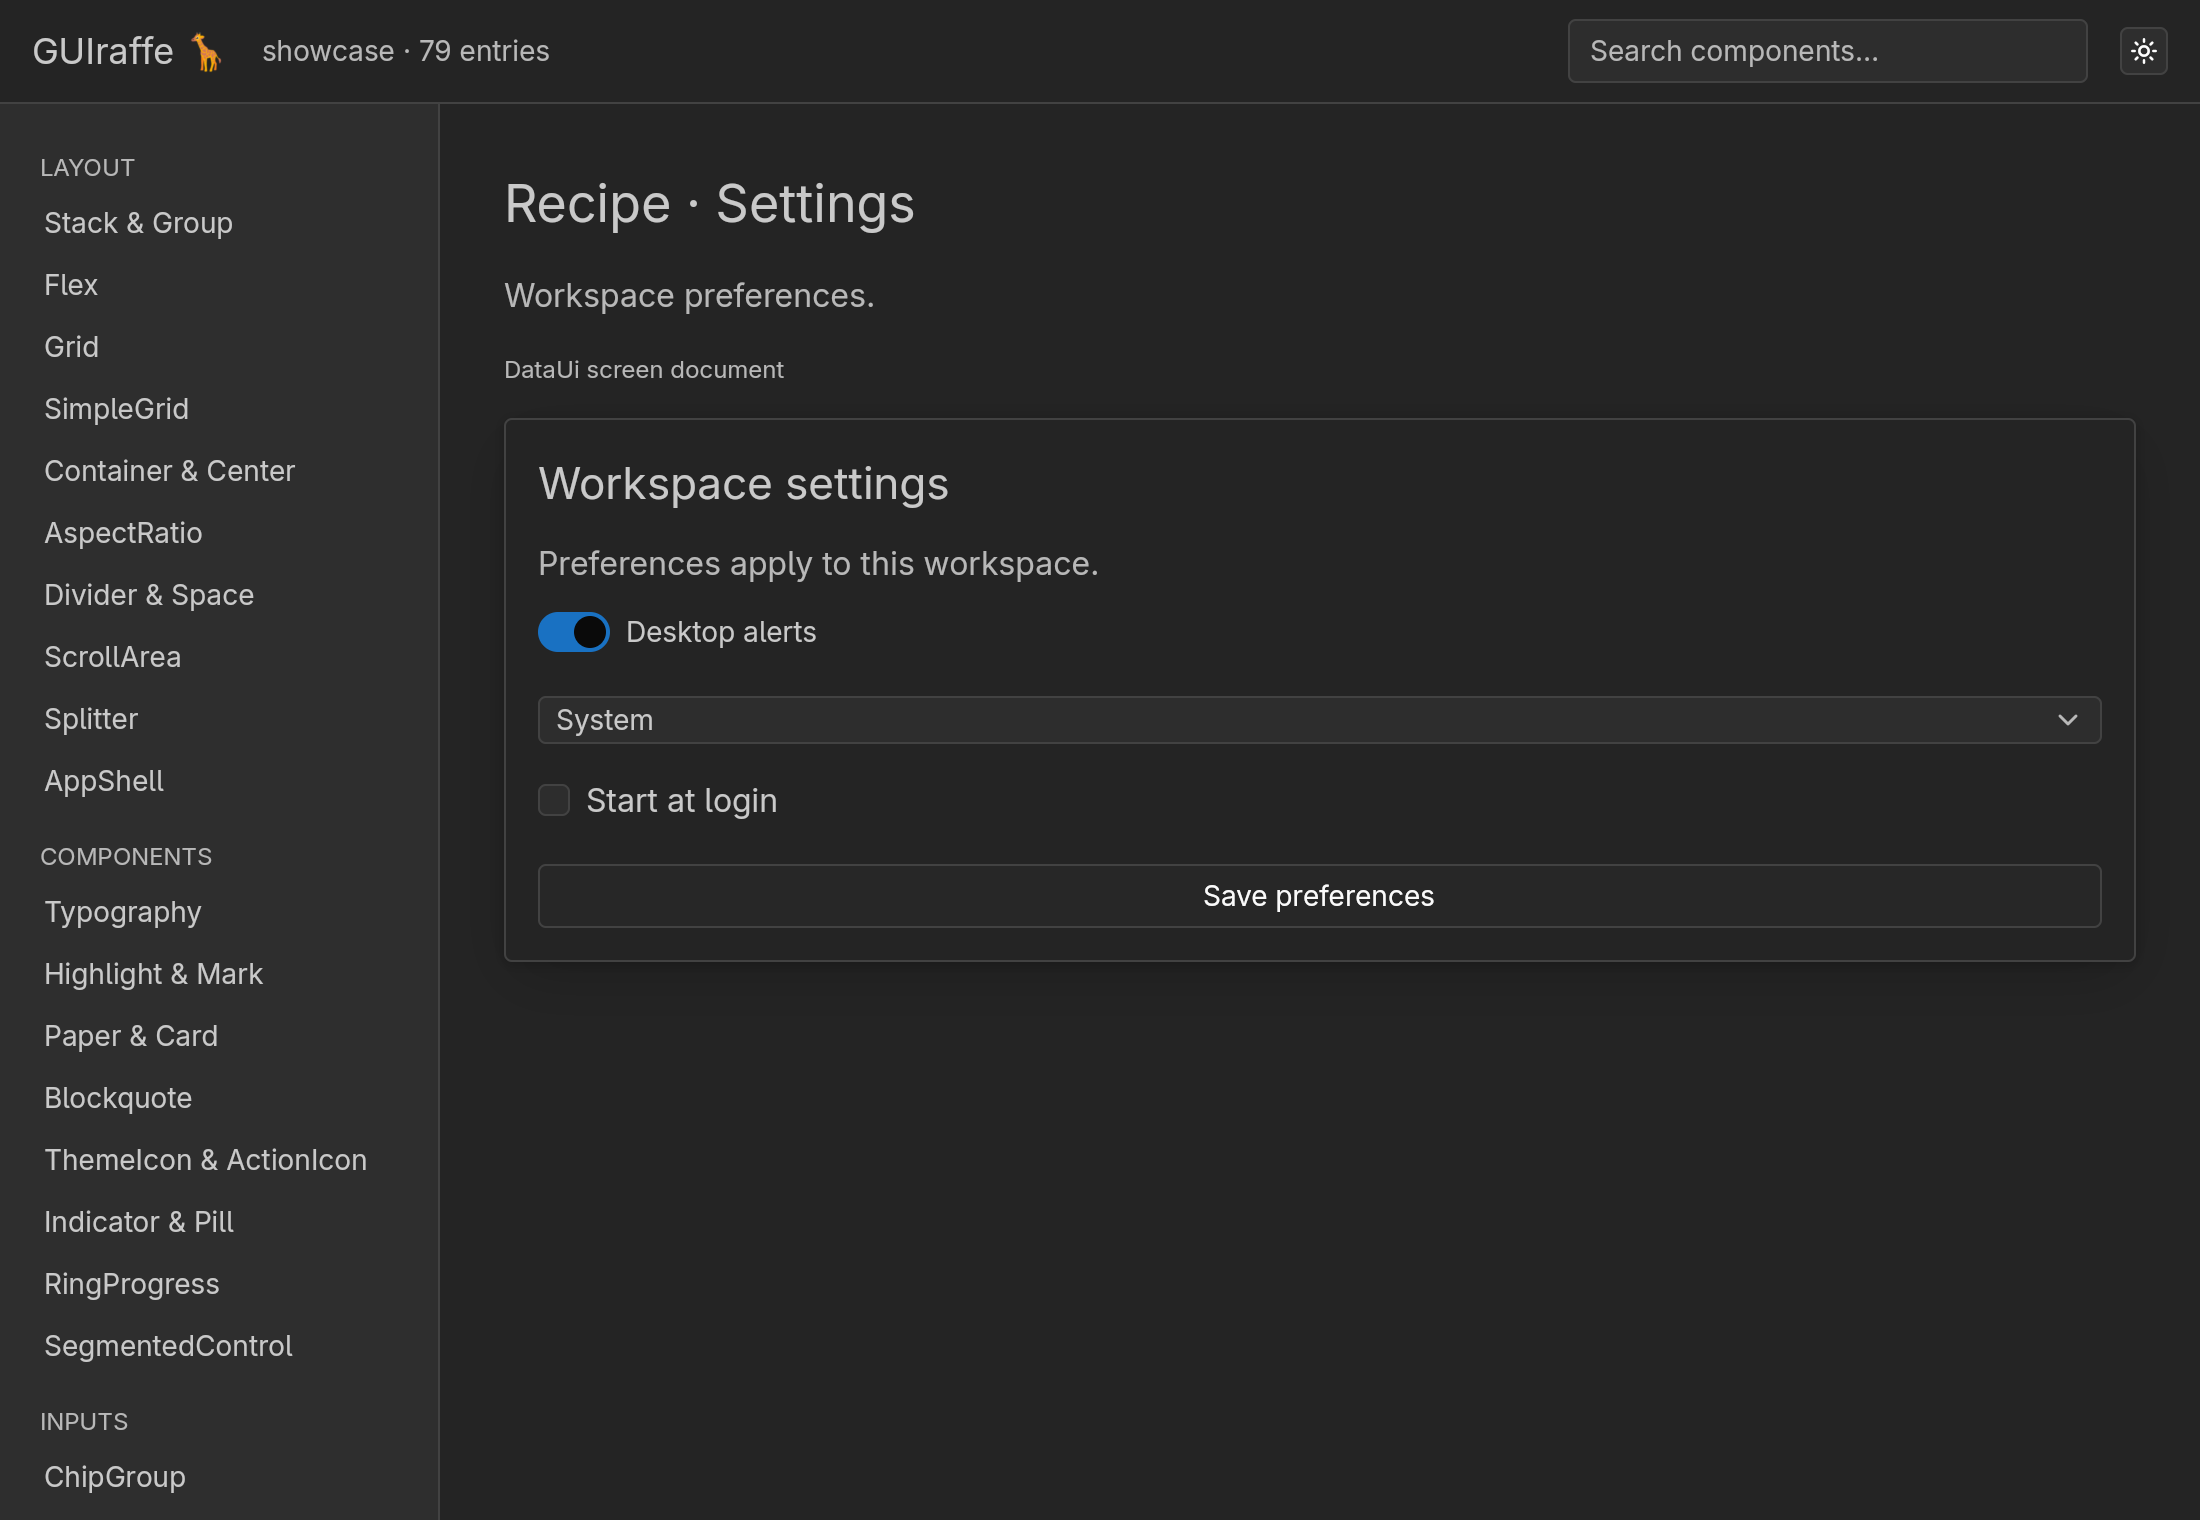 GUIraffe 🦒
showcase · 79 entries
Search components...
LAYOUT
Stack & Group
Flex
Grid
SimpleGrid
Container & Center
AspectRatio
Divider & Space
ScrollArea
Splitter
AppShell
COMPONENTS
Typography
Highlight & Mark
Paper & Card
Blockquote
ThemeIcon & ActionIcon
Indicator & Pill
RingProgress
SegmentedControl
INPUTS
ChipGroup
Recipe · Settings
Workspace preferences.
DataUi screen document
Workspace settings
Preferences apply to this workspace.
Desktop alerts
System
Start at login
Save preferences